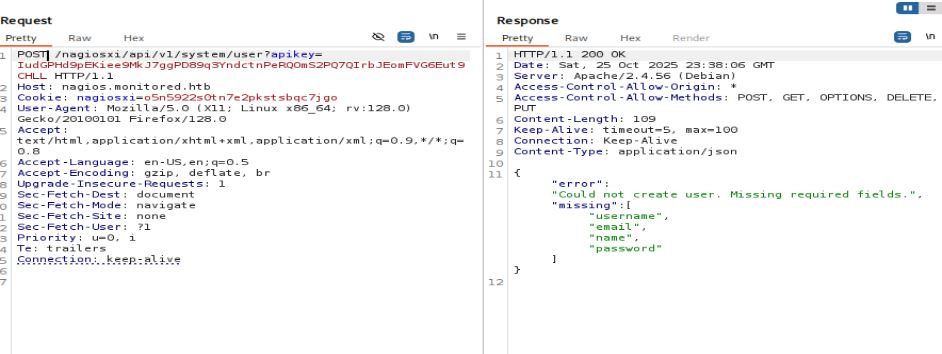 Request
Pretty Raw Hex
\n
1 POST /nagiosxi/api/v1/system/user?apikey=
IudGPHd9pEKiee9MkJ7ggPD89q3YndctnPeRQOmS2PQ7QIrbJEomFVG6Eut9
CHLL HTTP/1.1
2 Host: nagios.monitored.htb
3 Cookie: nagiosxi=o5n5922s0tn7e2pkstsbqc7jgo
4 User-Agent: Mozilla/5.0 (X11; Linux x86_64; rv:128.0)
Gecko/20100101 Firefox/128.0
5 Accept:
text/html,application/xhtml+xml,application/xml;q=0.9,*/*;q=
0.8
6 Accept-Language: en-US,en;q=0.5
7 Accept-Encoding: gzip, deflate, br
8 Upgrade-Insecure-Requests: 1
9 Sec-Fetch-Dest: document
0 Sec-Fetch-Mode: navigate
1 Sec-Fetch-Site: none
2 Sec-Fetch-User: ?1
3 Priority: u=0, i
4 Te: trailers
5 Connection: keep-alive
6
7
Response
Pretty Raw Hex Render
\n
1 HTTP/1.1 200 OK
2 Date: Sat, 25 Oct 2025 23:38:06 GMT
3 Server: Apache/2.4.56 (Debian)
4 Access-Control-Allow-Origin: *
5 Access-Control-Allow-Methods: POST, GET, OPTIONS, DELETE,
PUT
6 Content-Length: 109
7 Keep-Alive: timeout=5, max=100
8 Connection: Keep-Alive
9 Content-Type: application/json
10
11 {
"error":
"Could not create user. Missing required fields.",
"missing":[
"username",
"email",
"name",
"password"
]
}
12